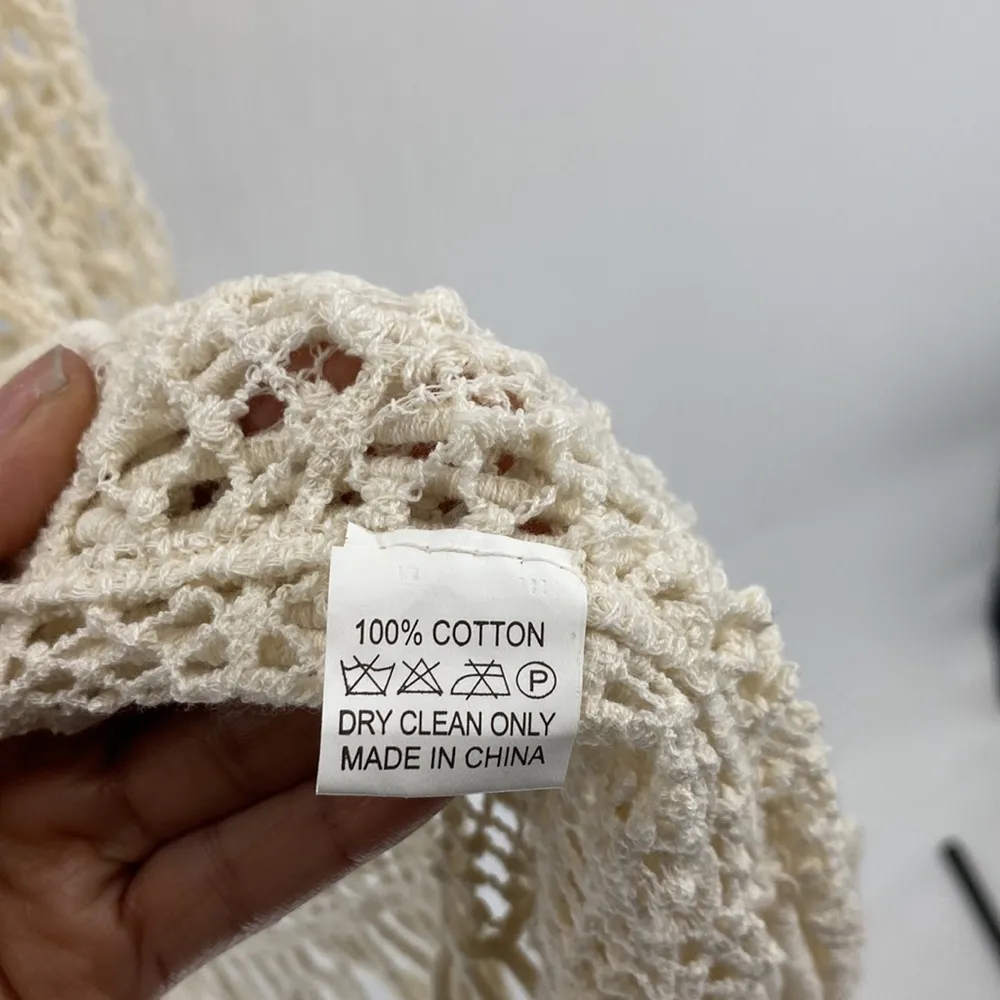 100% COTTON
P
DRY CLEAN ONLY
MADE IN CHINA